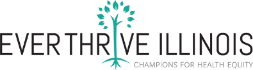 EVERTHRIVE ILLINOIS
CHAMPIONS FOR HEALTH EQUITY